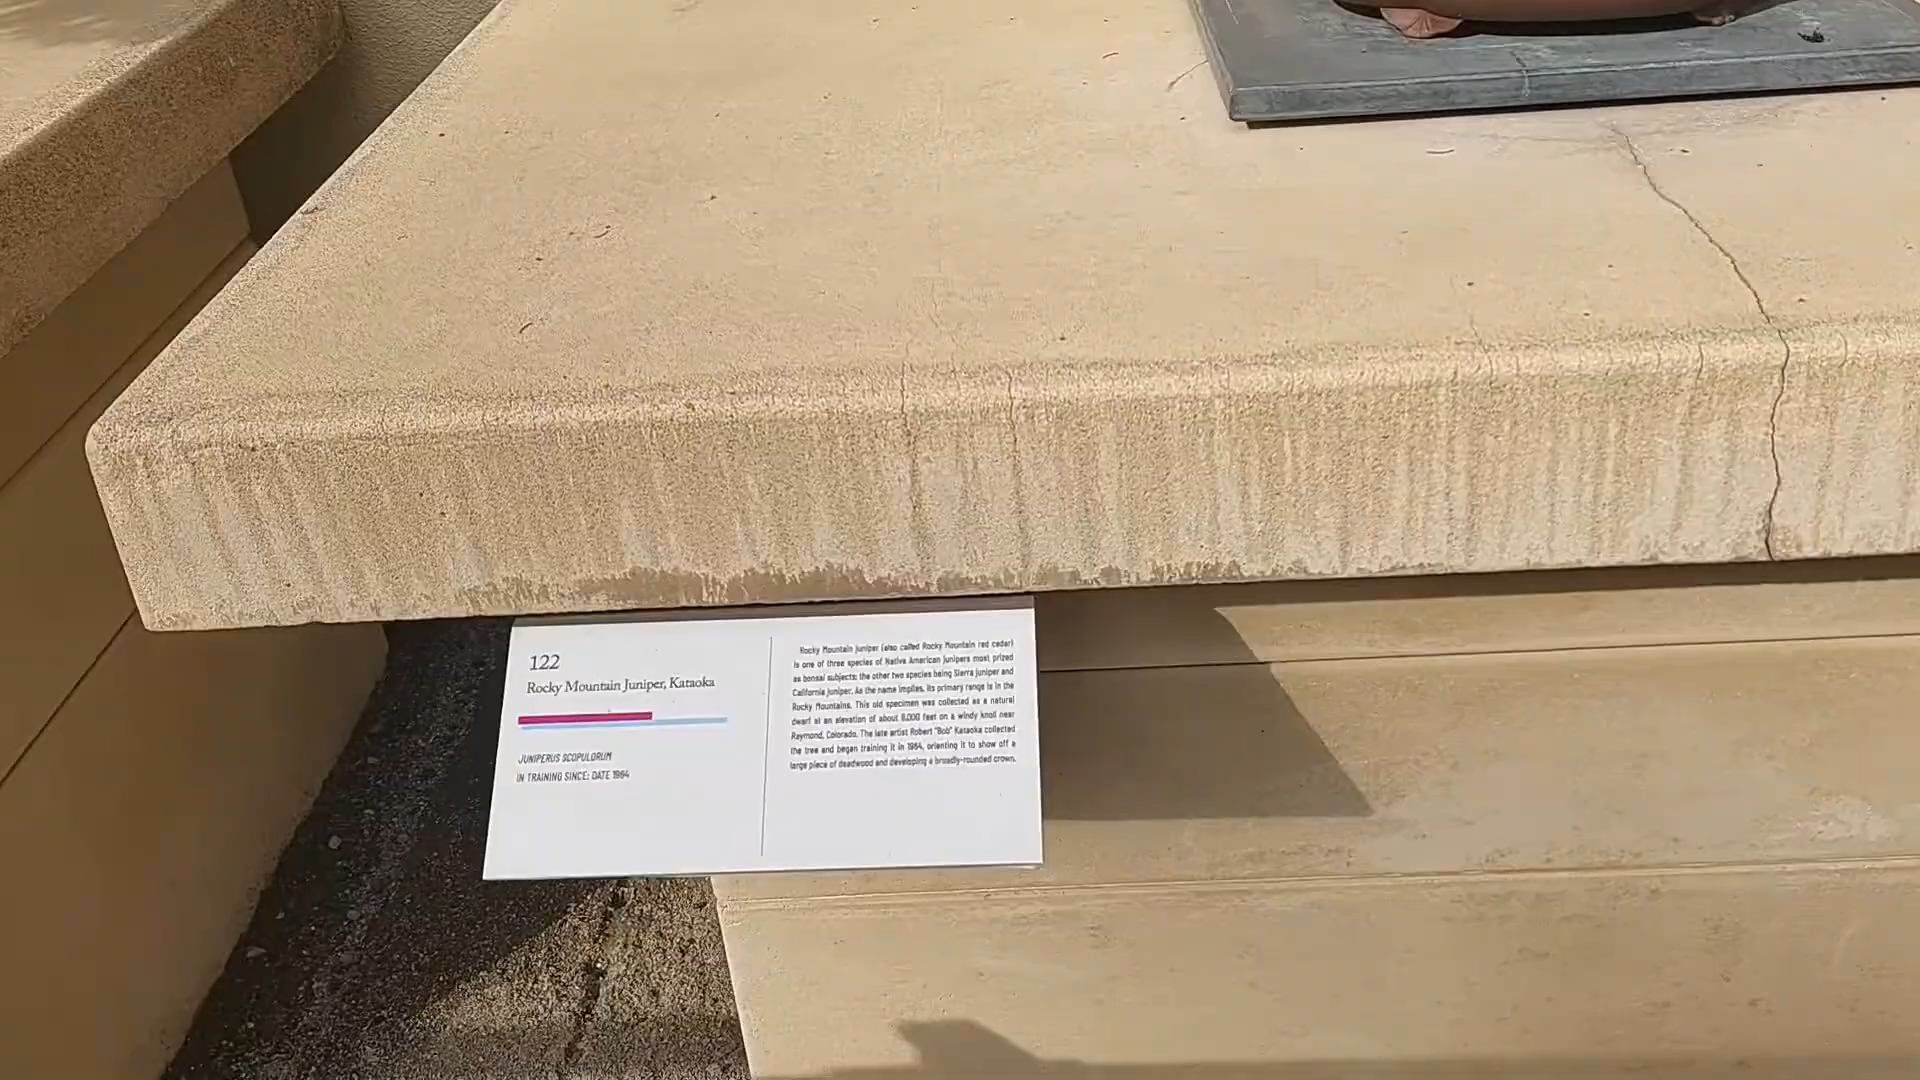 122
Rocky Mountain Juniper, Kataoka
JUNIPERUS SCOPULORUM
IN TRAINING SINCE: DATE 1964
Rocky Mountain juniper (also called Rocky Mountain red cedar)
is one of three species of Native American junipers most prized
as bonsai subjects; the other two species being Sierra juniper and
California juniper. As the name implies, its primary range is in the
Rocky Mountains. This old specimen was collected as a natural
dwarf at an elevation of about 8,000 feet on a windy knoll near
Raymond, Colorado. The late artist Robert "Bob" Kataoka collected
the tree and began training it in 1964, orienting it to show off a
large piece of deadwood and developing a broadly-rounded crown.